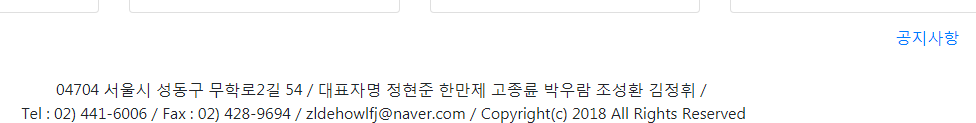 공지사항
04704 서울시 성동구 무학로2길 54 / 대표자명 정현준 한만제 고종륜 박우람 조성환 김정휘 /
Tel : 02) 441-6006 / Fax : 02) 428-9694 / zldehowlfj@naver.com / Copyright(c) 2018 All Rights Reserved